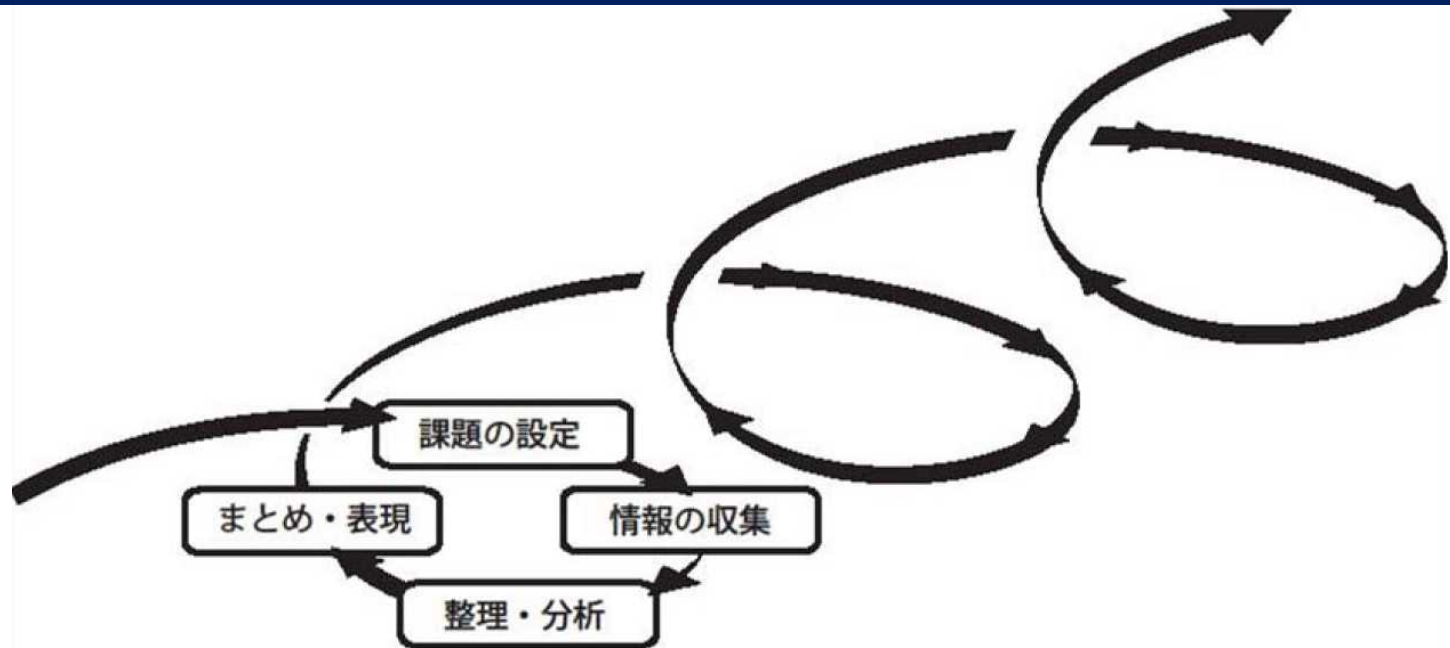 課題の設定
情報の収集
整理・分析
まとめ・表現